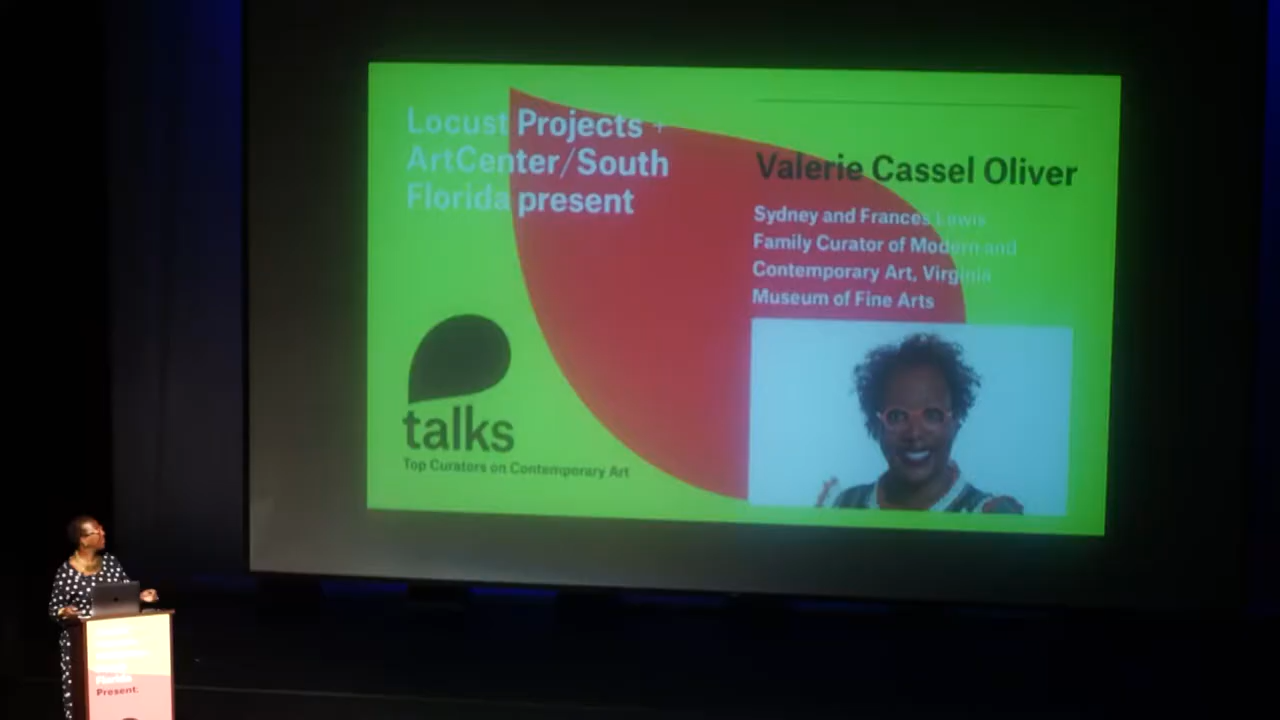 Locust Projects +
ArtCenter/South
Florida present
talks
Top Curators on Contemporary Art
Valerie Cassel Oliver
Sydney and Frances Lewis
Family Curator of Modern and
Contemporary Art, Virginia
Museum of Fine Arts
Florida
Present.